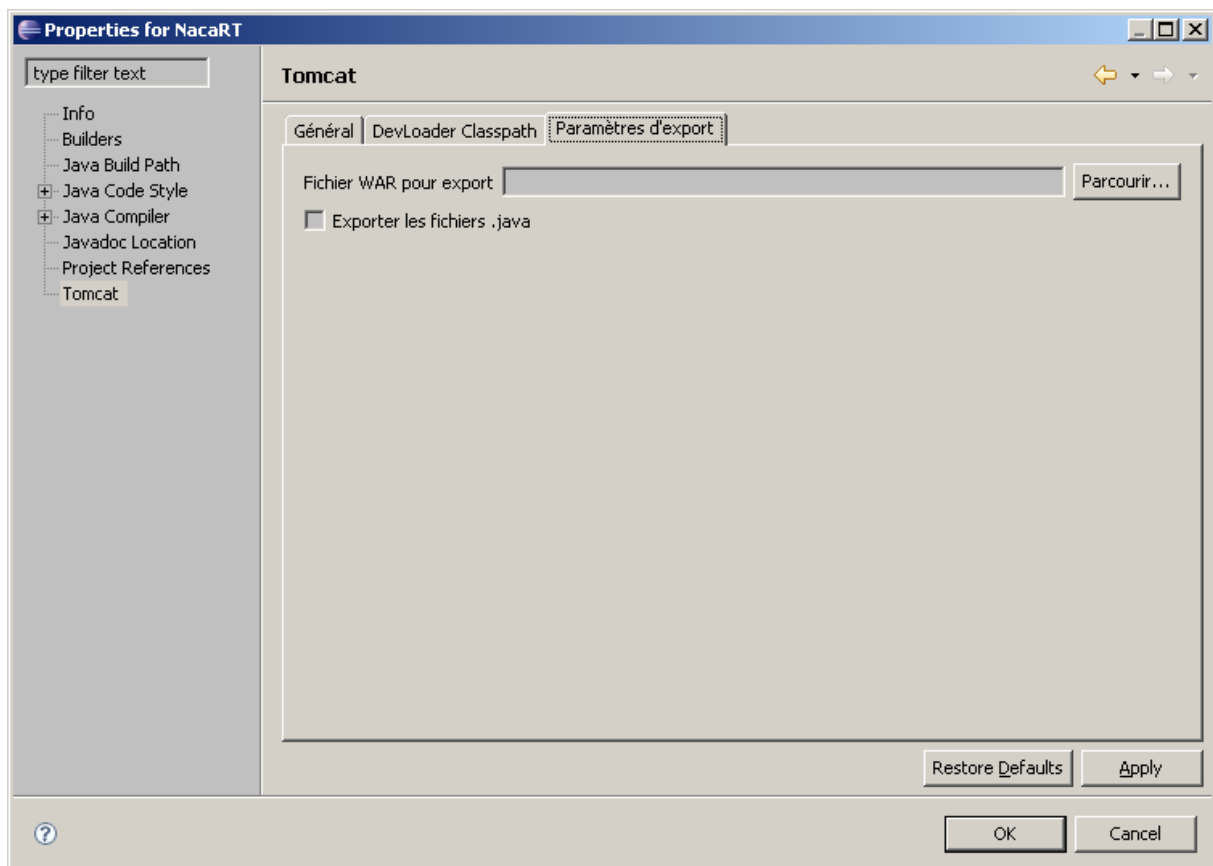 Properties for NacaRT
type filter text
Info
Builders
Java Build Path
Java Code Style
Java Compiler
Javadoc Location
Project References
Tomcat
Tomcat
Général DevLoader Classpath Paramètres d'export
Fichier WAR pour export Parcourir...
Exporter les fichiers .java
Restore Defaults Apply
? OK Cancel